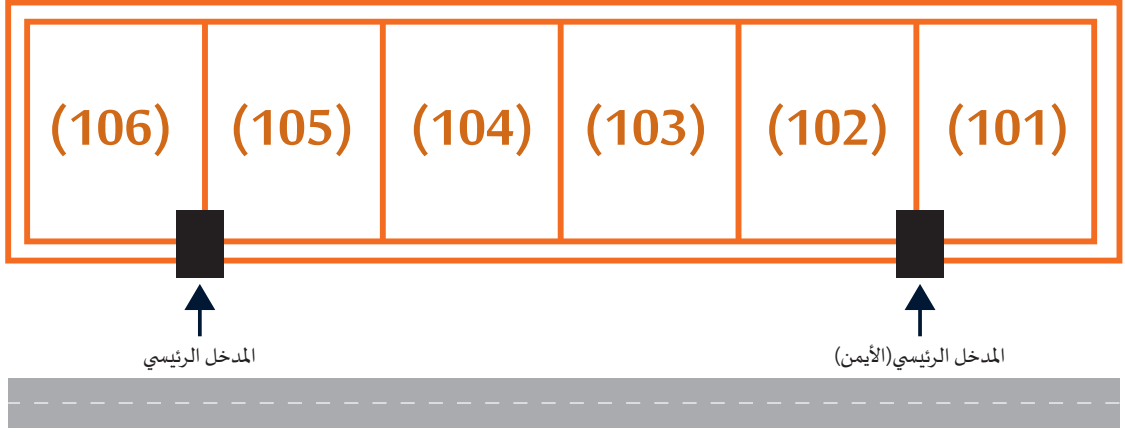 (101) (102) (103) (104) (105) (106)
المدخل الرئيسي(الأيمن) المدخل الرئيسي